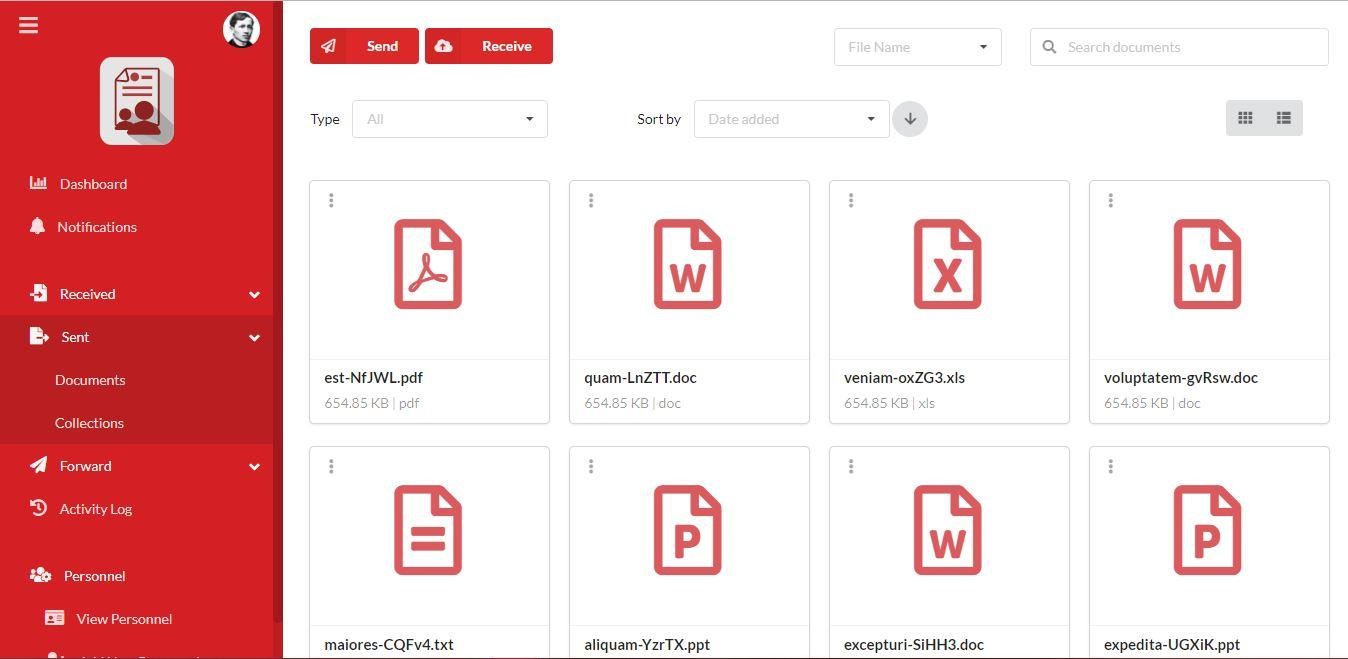 Send
Receive
File Name
Search documents
Type
All
Sort by
Date added
Dashboard
Notifications
Received
Sent
Documents
Collections
Forward
Activity Log
Personnel
View Personnel
est-NfJWL.pdf
654.85 KB | pdf
quam-LnZTT.doc
654.85 KB | doc
veniam-oxZG3.xls
654.85 KB | xls
voluptatem-gvRsw.doc
654.85 KB | doc
maiores-CQFv4.txt
aliquam-YzrTX.ppt
excepturi-SiHH3.doc
expedita-UGXiK.ppt
W
X
W
P
W
P